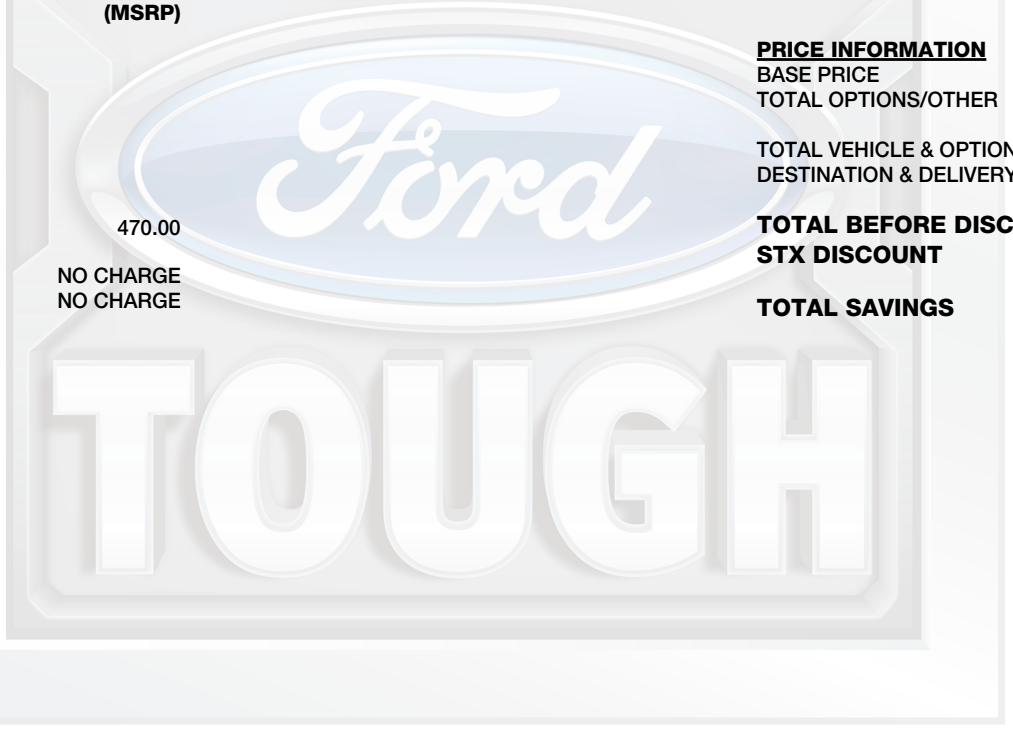 (MSRP)
PRICE INFORMATION
BASE PRICE
TOTAL OPTIONS/OTHER
TOTAL VEHICLE & OPTION
DESTINATION & DELIVERY
470.00
TOTAL BEFORE DISC
STX DISCOUNT
NO CHARGE
NO CHARGE
TOTAL SAVINGS
Ford
TOUGH